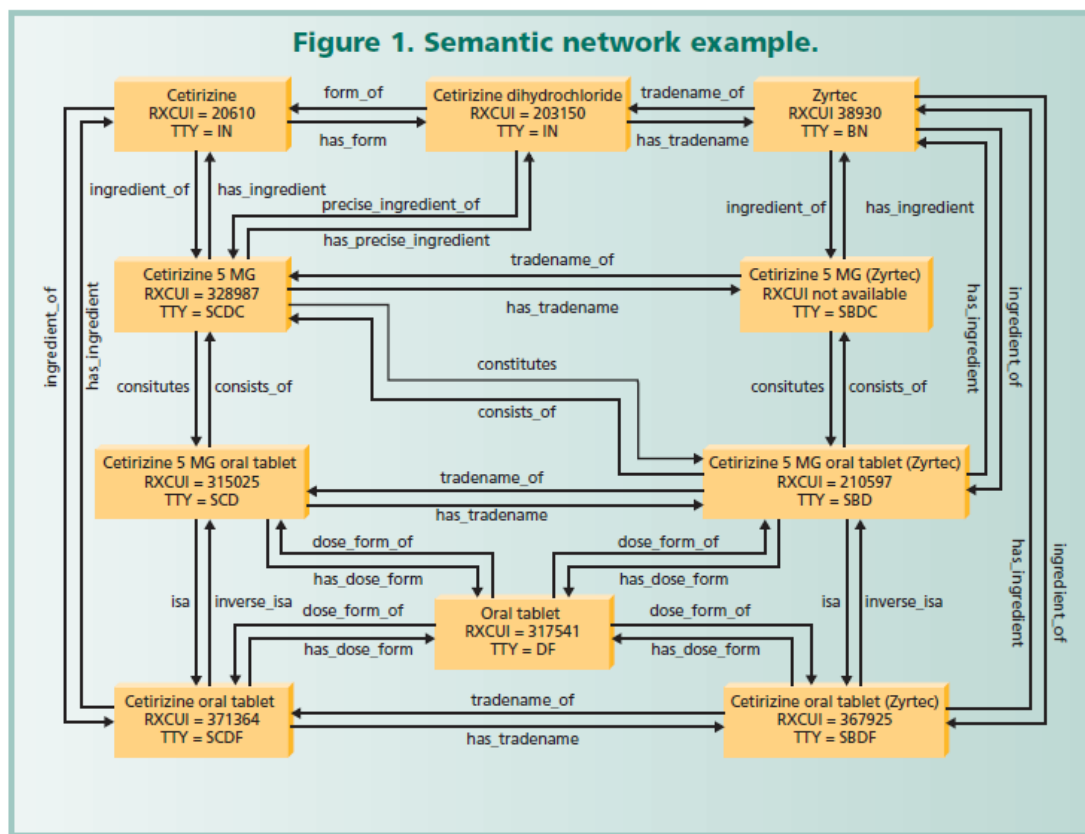 Figure 1. Semantic network example.
Cetirizine
RXCUI = 20610
TTY = IN
form_of
has_form
Cetirizine dihydrochloride
RXCUI = 203150
TTY = IN
tradename_of
has_tradename
Zyrtec
RXCUI 38930
TTY = BN
ingredient_of
has_ingredient
precise_ingredient_of
has_precise_ingredient
ingredient_of
has_ingredient
Cetirizine 5 MG
RXCUI = 328987
TTY = SCDC
tradename_of
has_tradename
Cetirizine 5 MG (Zyrtec)
RXCUI not available
TTY = SBDC
ingredient_of
has_ingredient
has_ingredient
ingredient_of
consitutes
consists_of
constitutes
consists_of
consitutes
consists_of
Cetirizine 5 MG oral tablet
RXCUI = 315025
TTY = SCD
tradename_of
has_tradename
Cetirizine 5 MG oral tablet (Zyrtec)
RXCUI = 210597
TTY = SBD
dose_form_of
has_dose_form
dose_form_of
has_dose_form
isa
inverse_isa
dose_form_of
has_dose_form
Oral tablet
RXCUI = 317541
TTY = DF
dose_form_of
has_dose_form
isa
inverse_isa
has_ingredient
ingredient_of
Cetirizine oral tablet
RXCUI = 371364
TTY = SCDF
tradename_of
has_tradename
Cetirizine oral tablet (Zyrtec)
RXCUI = 367925
TTY = SBDF